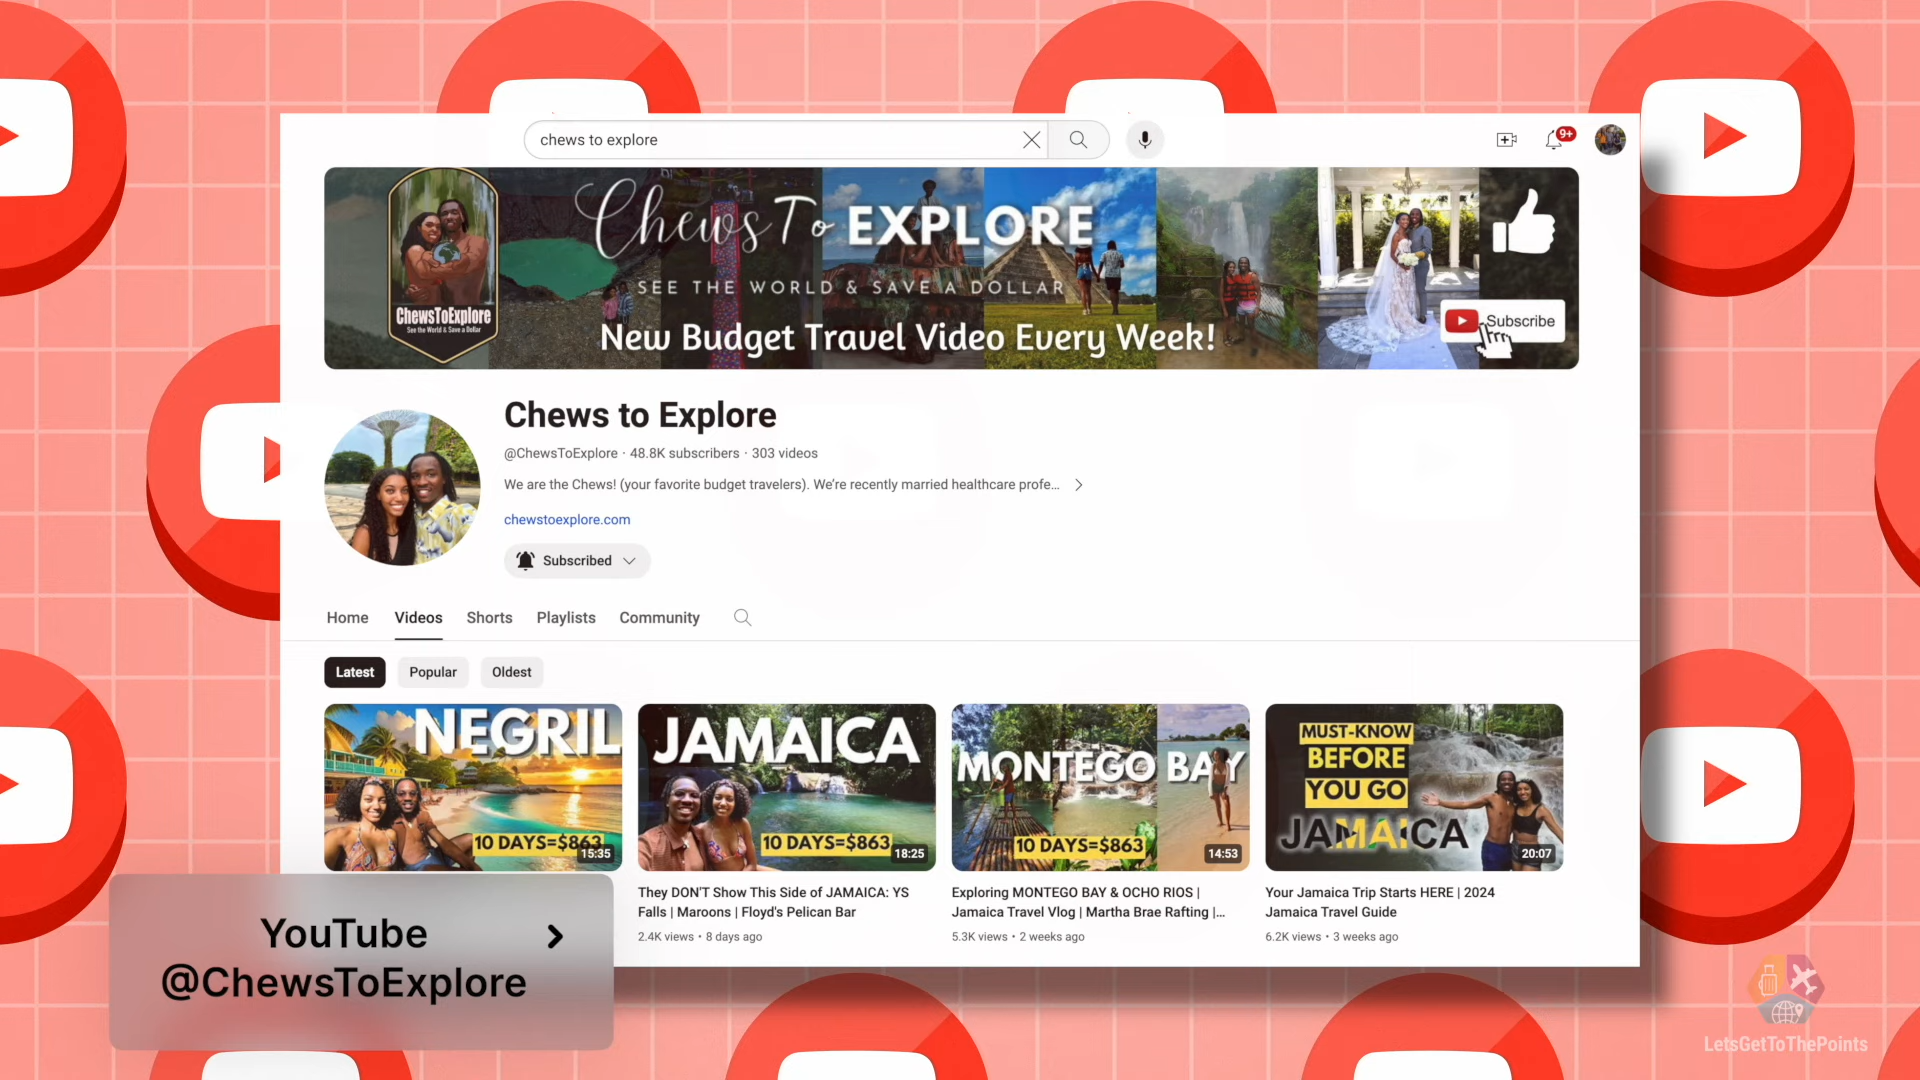 chews to explore
9+
Chews To EXPLORE
SEE THE WORLD & SAVE A DOLLAR
New Budget Travel Video Every Week!
ChewsToExplore
See the World & Save a Dollar
Subscribe
Chews to Explore
@ChewsToExplore · 48.8K subscribers · 303 videos
We are the Chews! (your favorite budget travelers). We're recently married healthcare profe...
chewstoexplore.com
Subscribed
Home Videos Shorts Playlists Community
Latest Popular Oldest
NEGRIL
10 DAYS=$863
15:35
JAMAICA
10 DAYS=$863
18:25
MONTEGO BAY
10 DAYS=$863
14:53
MUST-KNOW
BEFORE
YOU GO
JAMAICA
20:07
They DON'T Show This Side of JAMAICA: YS
Falls | Maroons | Floyd's Pelican Bar
2.4K views • 8 days ago
Exploring MONTEGO BAY & OCHO RIOS |
Jamaica Travel Vlog | Martha Brae Rafting |...
5.3K views • 2 weeks ago
Your Jamaica Trip Starts HERE | 2024
Jamaica Travel Guide
6.2K views • 3 weeks ago
YouTube
@ChewsToExplore
LetsGetToThePoints